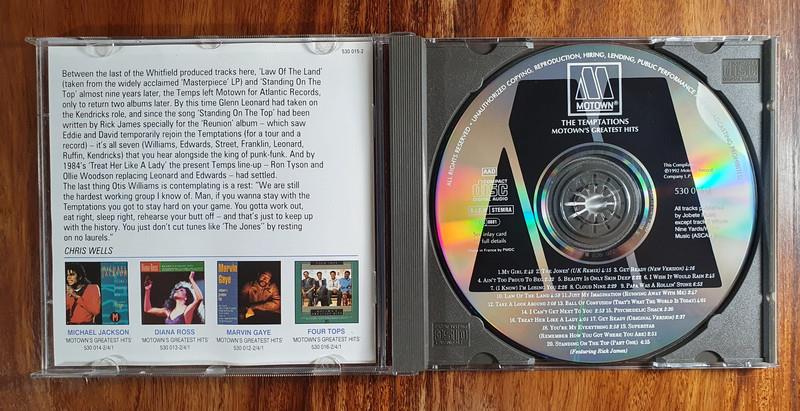 530 015-2
Between the last of the Whitfield produced tracks here, 'Law Of The Land'
(taken from the widely acclaimed 'Masterpiece' LP) and 'Standing On The
Top' almost nine years later, the Temps left Motown for Atlantic Records,
only to return two albums later. By this time Glenn Leonard had taken on
the Kendricks role, and since the song 'Standing On The Top' had been
written by Rick James specially for the 'Reunion' album – which saw
Eddie and David temporarily rejoin the Temptations (for a tour and a
record) – it's all seven (Williams, Edwards, Street, Franklin, Leonard,
Ruffin, Kendricks) that you hear alongside the king of punk-funk. And by
1984's 'Treat Her Like A Lady' the present Temps line-up – Ron Tyson and
Ollie Woodson replacing Leonard and Edwards – had settled.
The last thing Otis Williams is contemplating is a rest: "We are still
the hardest working group I know of. Man, if you wanna stay with the
Temptations you got to stay hard on your game. You gotta work out,
eat right, sleep right, rehearse your butt off – and that's just to keep up
with the history. You just don't cut tunes like 'The Jones'' by resting
on no laurels."
CHRIS WELLS
Marvin
Gaye
MICHAEL JACKSON
'MOTOWN'S GREATEST HITS'
530 014-2/4/1
DIANA ROSS
'MOTOWN'S GREATEST HITS'
530 013-2/4/1
MARVIN GAYE
'MOTOWN'S GREATEST HITS'
530 012-2/4/1
FOUR TOPS
'MOTOWN'S GREATEST HITS'
530 016-2/4/1
ALL RIGHTS RESERVED • UNAUTHORIZED COPYING, REPRODUCTION, HIRING, LENDING, PUBLIC PERFORMANCE
MOTOWN®
THE TEMPTATIONS
MOTOWN'S GREATEST HITS
AAD
COMPACT
disc
DIGITAL AUDIO
STEMRA
inlay card
full details
Made in France by PMDC
This Compila
℗1992 Moto
Company L.P.
530 0
All tracks p
by Jobete
Nine Yards/
Music (ASCA
1. My Girl 2:42 2. 'The Jones' (UK Remix) 4:15 3. Get Ready (New Version) 1:26
4. Ain't Too Proud To Beg 2:32 5. Beauty Is Only Skin Deep 2:22 6. I Wish It Would Rain 2:45
7. (I Know) I'm Losing You 2:26 8. Cloud Nine 3:29 9. Papa Was A Rollin' Stone 6:53
10. Law Of The Land 4:59 11. Just My Imagination (Running Away With Me) 3:47
12. Take A Look Around 3:00 13. Ball Of Confusion (That's What The World Is Today) 4:01
14. I Can't Get Next To You 2:53 15. Psychedelic Shack 3:50
16. Treat Her Like A Lady 4:01 17. Get Ready (Original Version) 2:37
18. You're My Everything 2:58 19. Superstar
(Remember How You Got Where You Are) 2:51
20. Standing On The Top (Part One) 4:15
(Featuring Rick James)